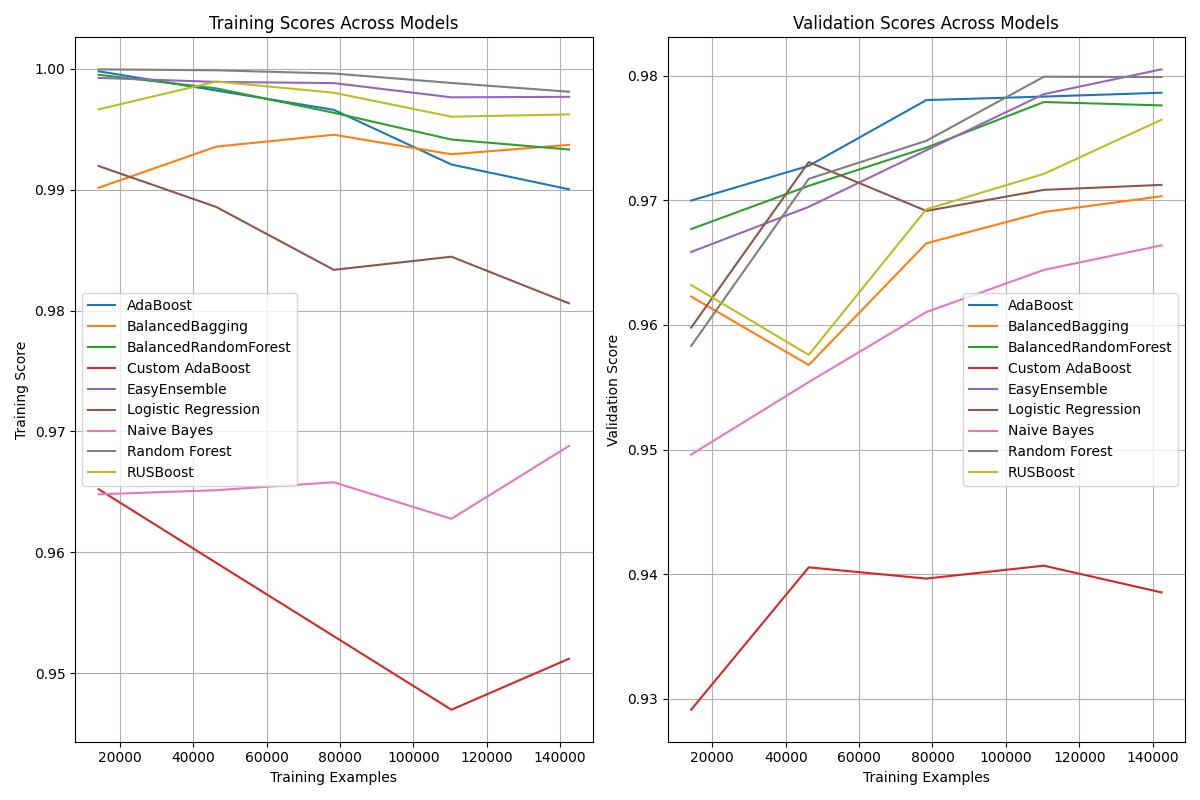 Training Scores Across Models
1.00
0.99
0.98
0.97
0.96
0.95
Training Score
AdaBoost
BalancedBagging
BalancedRandomForest
Custom AdaBoost
EasyEnsemble
Logistic Regression
Naive Bayes
Random Forest
RUSBoost
20000 40000 60000 80000 100000 120000 140000
Training Examples
Validation Scores Across Models
0.98
0.97
0.96
0.95
0.94
0.93
Validation Score
AdaBoost
BalancedBagging
BalancedRandomForest
Custom AdaBoost
EasyEnsemble
Logistic Regression
Naive Bayes
Random Forest
RUSBoost
20000 40000 60000 80000 100000 120000 140000
Training Examples